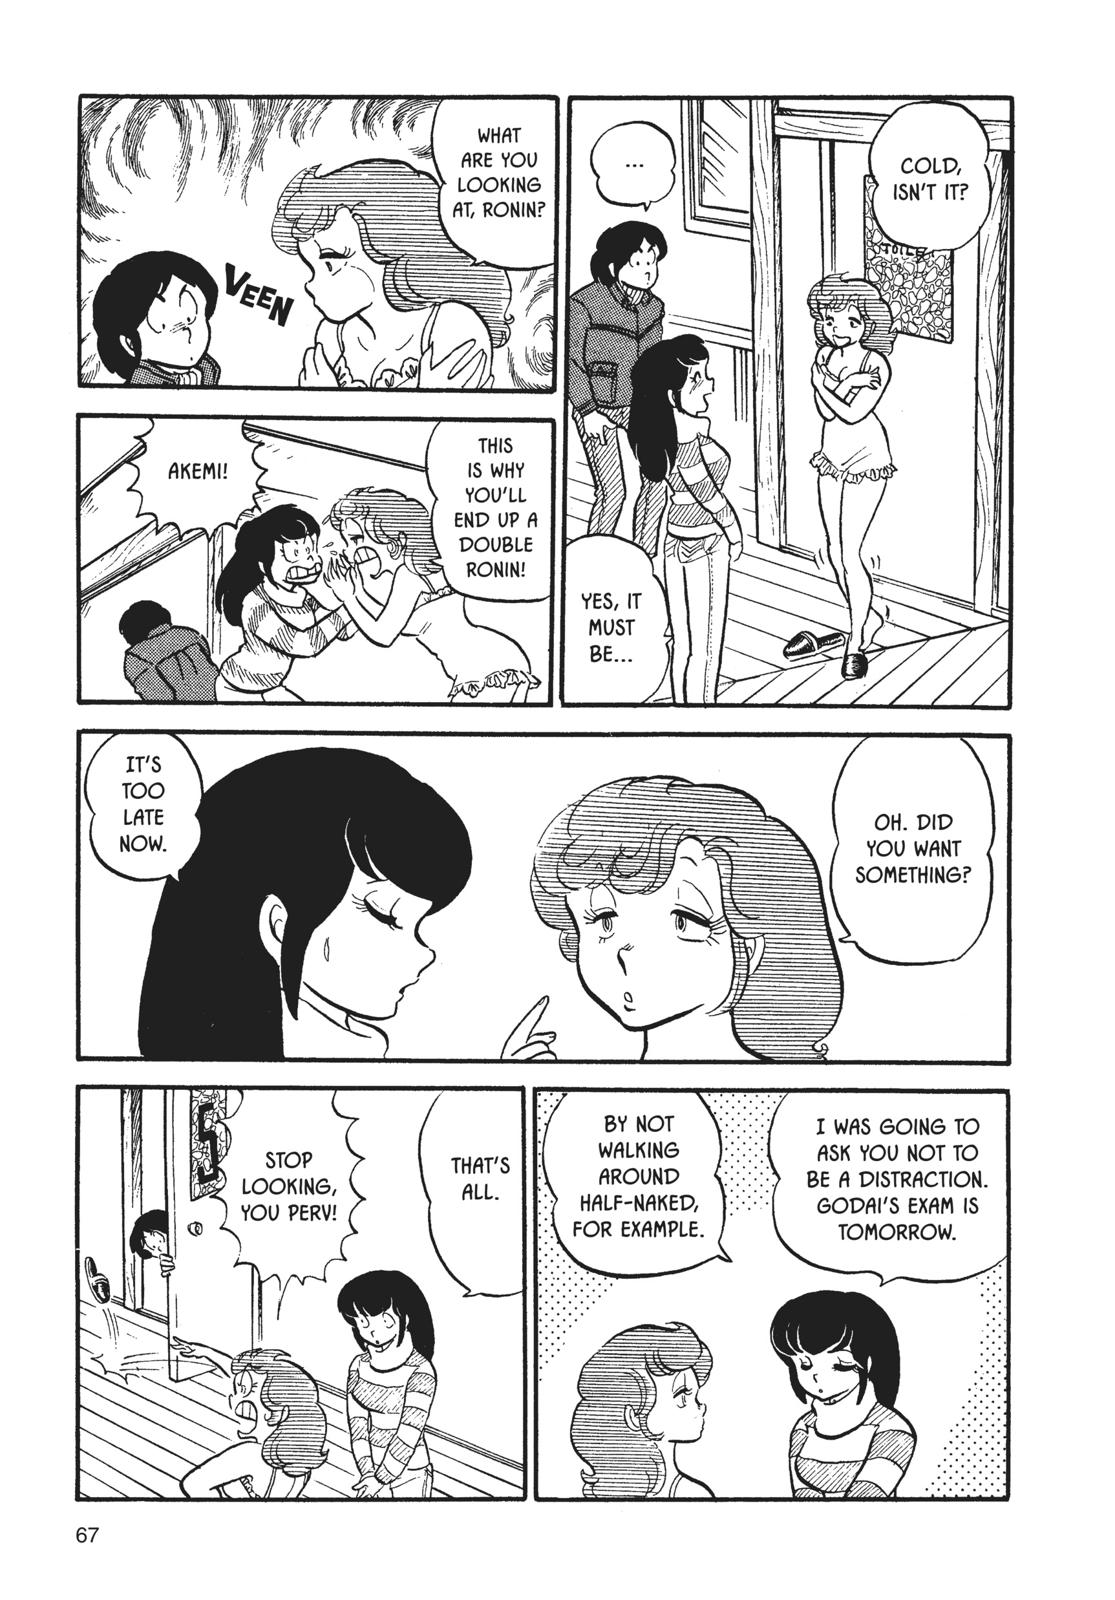 COLD,
ISN'T IT?
...
TOILET
YES, IT
MUST
BE...
WHAT
ARE YOU
LOOKING
AT, RONIN?
VEEN
THIS
IS WHY
YOU'LL
END UP A
DOUBLE
RONIN!
AKEMI!
OH. DID
YOU WANT
SOMETHING?
IT'S
TOO
LATE
NOW.
I WAS GOING TO
ASK YOU NOT TO
BE A DISTRACTION.
GODAI'S EXAM IS
TOMORROW.
BY NOT
WALKING
AROUND
HALF-NAKED,
FOR EXAMPLE.
THAT'S
ALL.
STOP
LOOKING,
YOU PERV!
5
67